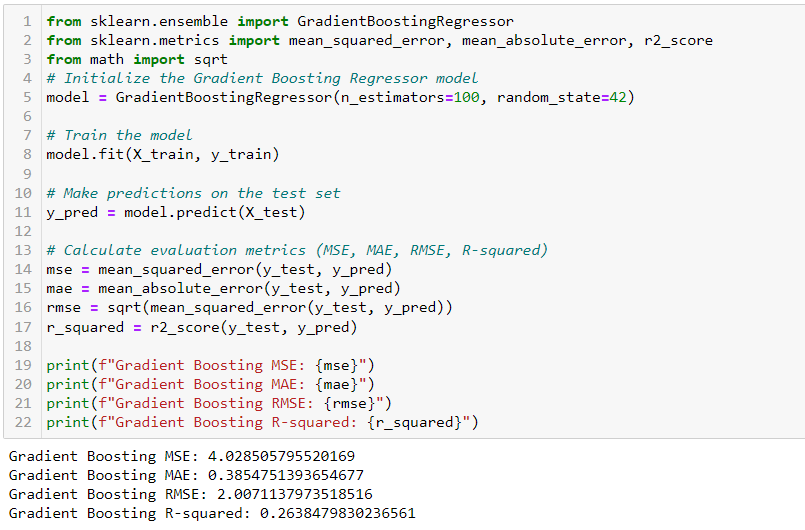 1 from sklearn.ensemble import GradientBoostingRegressor
2 from sklearn.metrics import mean_squared_error, mean_absolute_error, r2_score
3 from math import sqrt
4 # Initialize the Gradient Boosting Regressor model
5 model = GradientBoostingRegressor(n_estimators=100, random_state=42)
6
7 # Train the model
8 model.fit(X_train, y_train)
9
10 # Make predictions on the test set
11 y_pred = model.predict(X_test)
12
13 # Calculate evaluation metrics (MSE, MAE, RMSE, R-squared)
14 mse = mean_squared_error(y_test, y_pred)
15 mae = mean_absolute_error(y_test, y_pred)
16 rmse = sqrt(mean_squared_error(y_test, y_pred))
17 r_squared = r2_score(y_test, y_pred)
18
19 print(f"Gradient Boosting MSE: {mse}")
20 print(f"Gradient Boosting MAE: {mae}")
21 print(f"Gradient Boosting RMSE: {rmse}")
22 print(f"Gradient Boosting R-squared: {r_squared}")
Gradient Boosting MSE: 4.028505795520169
Gradient Boosting MAE: 0.3854751393654677
Gradient Boosting RMSE: 2.0071137973518516
Gradient Boosting R-squared: 0.2638479830236561